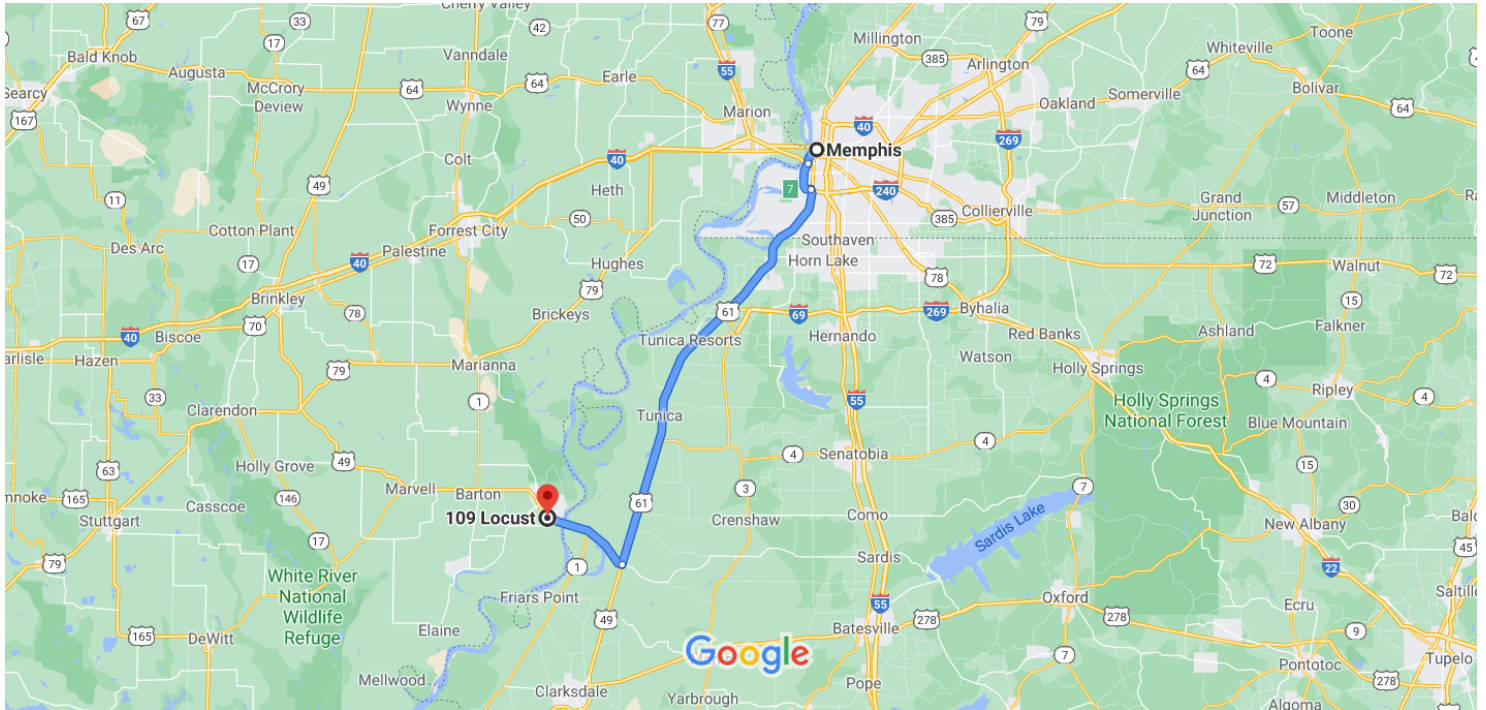 Cherry Valley
67
33
42
77
79
Toone
Bald Knob
17
Vanndale
Millington
385
Whiteville
Augusta
McCrory
Deview
64
Earle
55
Arlington
Searcy
64
Wynne
64
Marion
Oakland
Somerville
Bolivar
167
40
64
Memphis
269
Colt
40
49
Heth
7
240
Grand
Junction
57
Middleton
11
50
385
Collierville
Cotton Plant
Forrest City
Southaven
Des Arc
Palestine
Horn Lake
17
40
Hughes
78
72
Walnut
72
Brinkley
79
61
69
269
Byhalia
15
70
78
Brickeys
Red Banks
Ashland
Falkner
40
Biscoe
Tunica Resorts
Hernando
Hazen
Marianna
Watson
Holly Springs
79
4
Ripley
33
1
55
Holly Springs
National Forest
4
Clarendon
Tunica
Blue Mountain
4
4
63
Holly Grove
49
Senatobia
15
Marvell
Barton
3
7
165
146
61
30
Stuttgart
Casscoe
109 Locust
Crenshaw
Como
Sardis Lake
New Albany
17
45
79
1
Sardis
22
White River
National
Wildlife
Refuge
Friars Point
Oxford
Ecru
49
55
278
165
Elaine
278
9
DeWitt
Batesville
Google
7
Pontotoc
Tupelo
Mellwood
Clarksdale
Pope
278
Yarbrough
Algoma